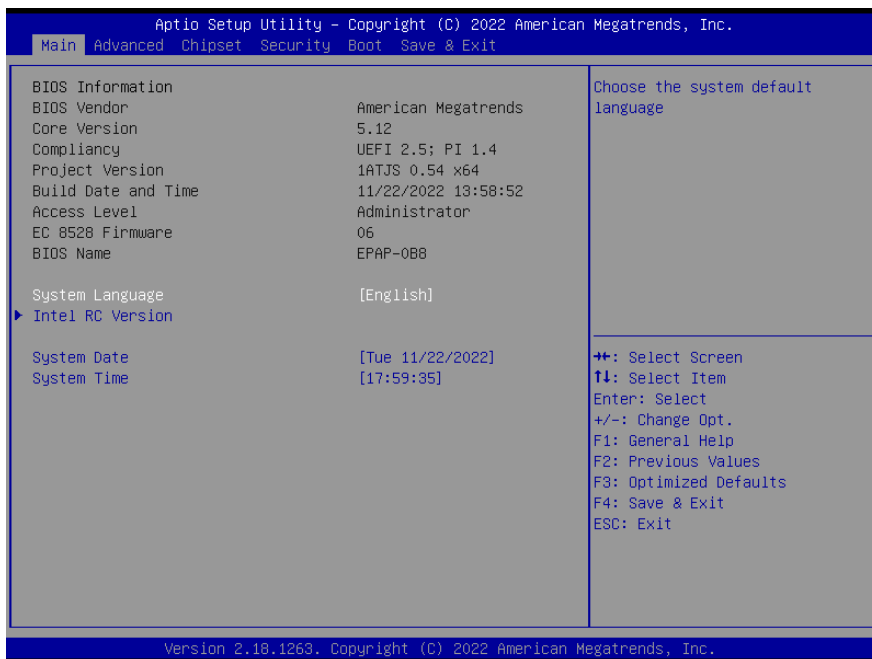 Aptio Setup Utility – Copyright (C) 2022 American Megatrends, Inc.
Main Advanced Chipset Security Boot Save & Exit
BIOS Information
BIOS Vendor American Megatrends
Core Version 5.12
Compliancy UEFI 2.5; PI 1.4
Project Version 1ATJS 0.54 x64
Build Date and Time 11/22/2022 13:58:52
Access Level Administrator
EC 8528 Firmware 06
BIOS Name EPAP-0B8
System Language [English]
Intel RC Version
System Date [Tue 11/22/2022]
System Time [17:59:35]
Choose the system default
language
→←: Select Screen
↑↓: Select Item
Enter: Select
+/-: Change Opt.
F1: General Help
F2: Previous Values
F3: Optimized Defaults
F4: Save & Exit
ESC: Exit
Version 2.18.1263. Copyright (C) 2022 American Megatrends, Inc.